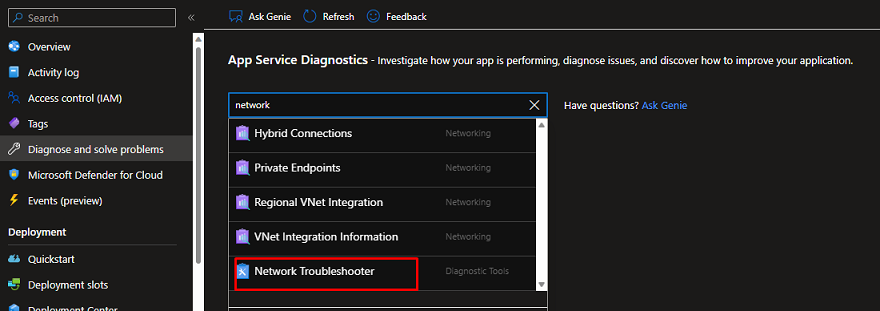 Search
«
Overview
Activity log
Access control (IAM)
Tags
Diagnose and solve problems
Microsoft Defender for Cloud
Events (preview)
Deployment
Quickstart
Deployment slots
Deployment Center
Ask Genie Refresh Feedback
App Service Diagnostics - Investigate how your app is performing, diagnose issues, and discover how to improve your application.
network
Have questions? Ask Genie
Hybrid Connections Networking
Private Endpoints Networking
Regional VNet Integration Networking
VNet Integration Information Networking
Network Troubleshooter Diagnostic Tools